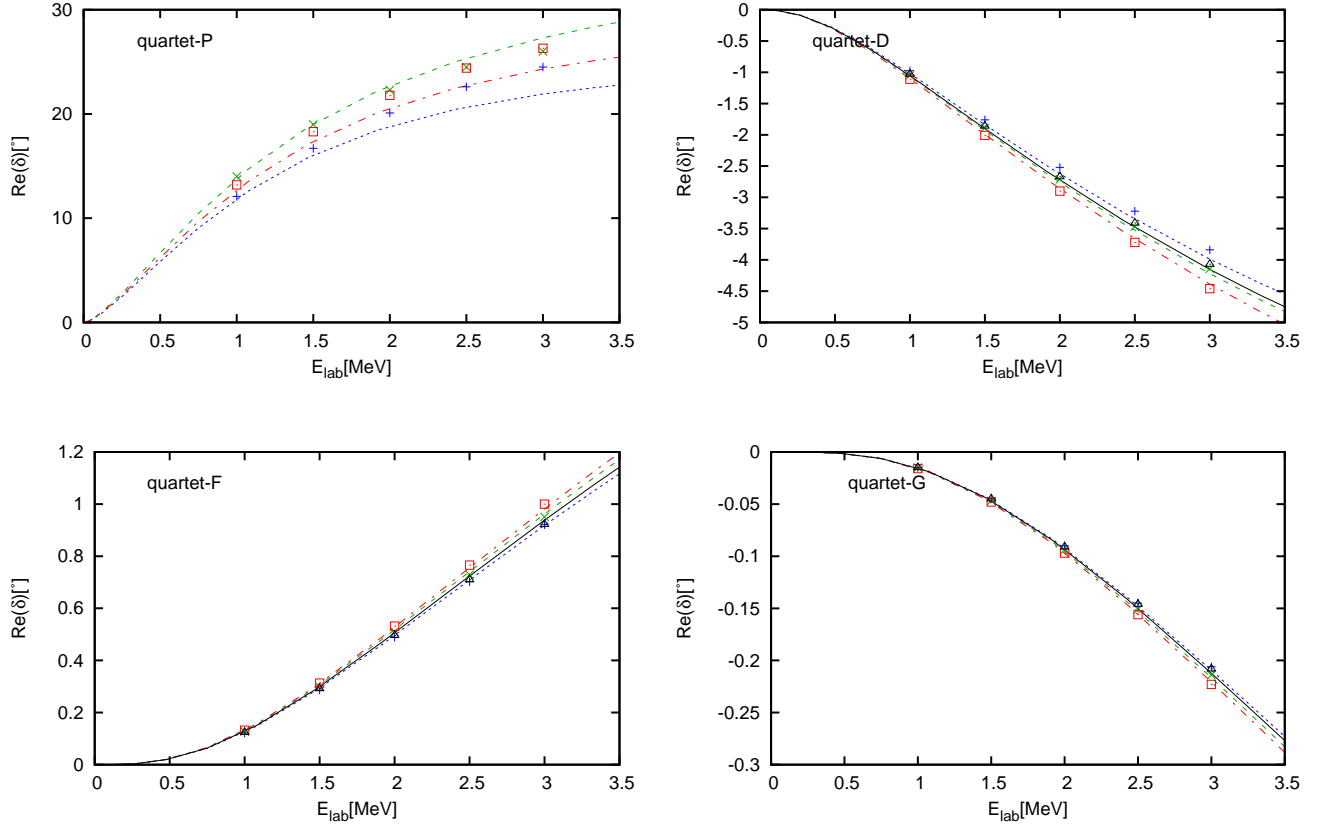 30
20
10
0
quartet-P
Re(δ)[°]
0 0.5 1 1.5 2 2.5 3 3.5
E_lab[MeV]
0
-0.5
-1
-1.5
-2
-2.5
-3
-3.5
-4
-4.5
-5
quartet-D
Re(δ)[°]
0 0.5 1 1.5 2 2.5 3 3.5
E_lab[MeV]
1.2
1
0.8
0.6
0.4
0.2
0
quartet-F
Re(δ)[°]
0 0.5 1 1.5 2 2.5 3 3.5
E_lab[MeV]
0
-0.05
-0.1
-0.15
-0.2
-0.25
-0.3
quartet-G
Re(δ)[°]
0 0.5 1 1.5 2 2.5 3 3.5
E_lab[MeV]